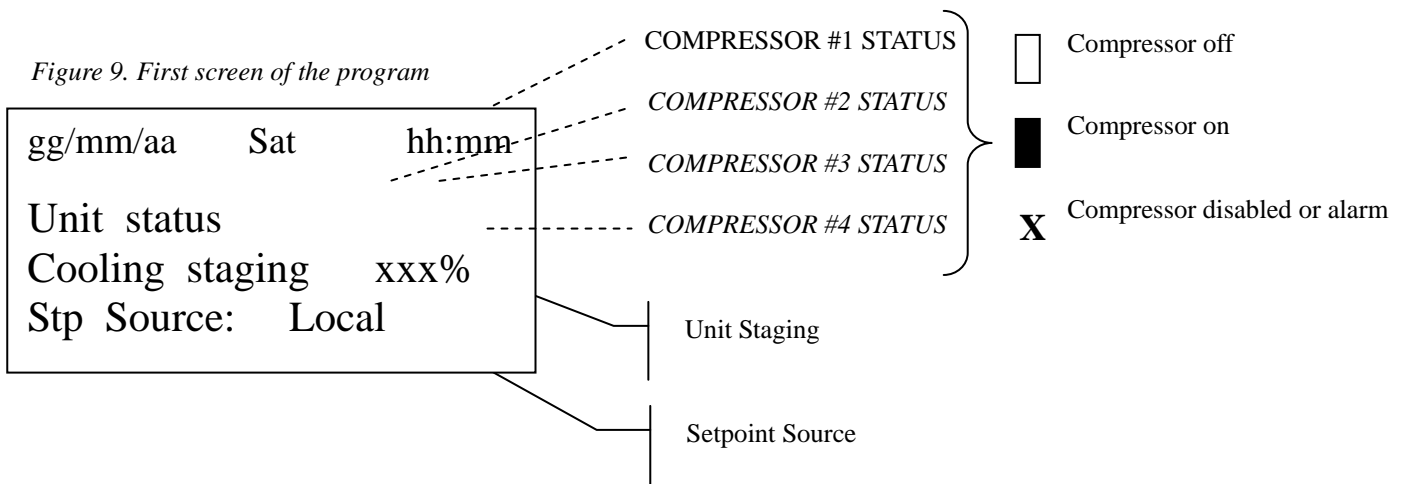 Figure 9. First screen of the program
gg/mm/aa Sat hh:mm
Unit status
Cooling staging xxx%
Stp Source: Local
COMPRESSOR #1 STATUS
COMPRESSOR #2 STATUS
COMPRESSOR #3 STATUS
COMPRESSOR #4 STATUS
Compressor off
Compressor on
X Compressor disabled or alarm
Unit Staging
Setpoint Source